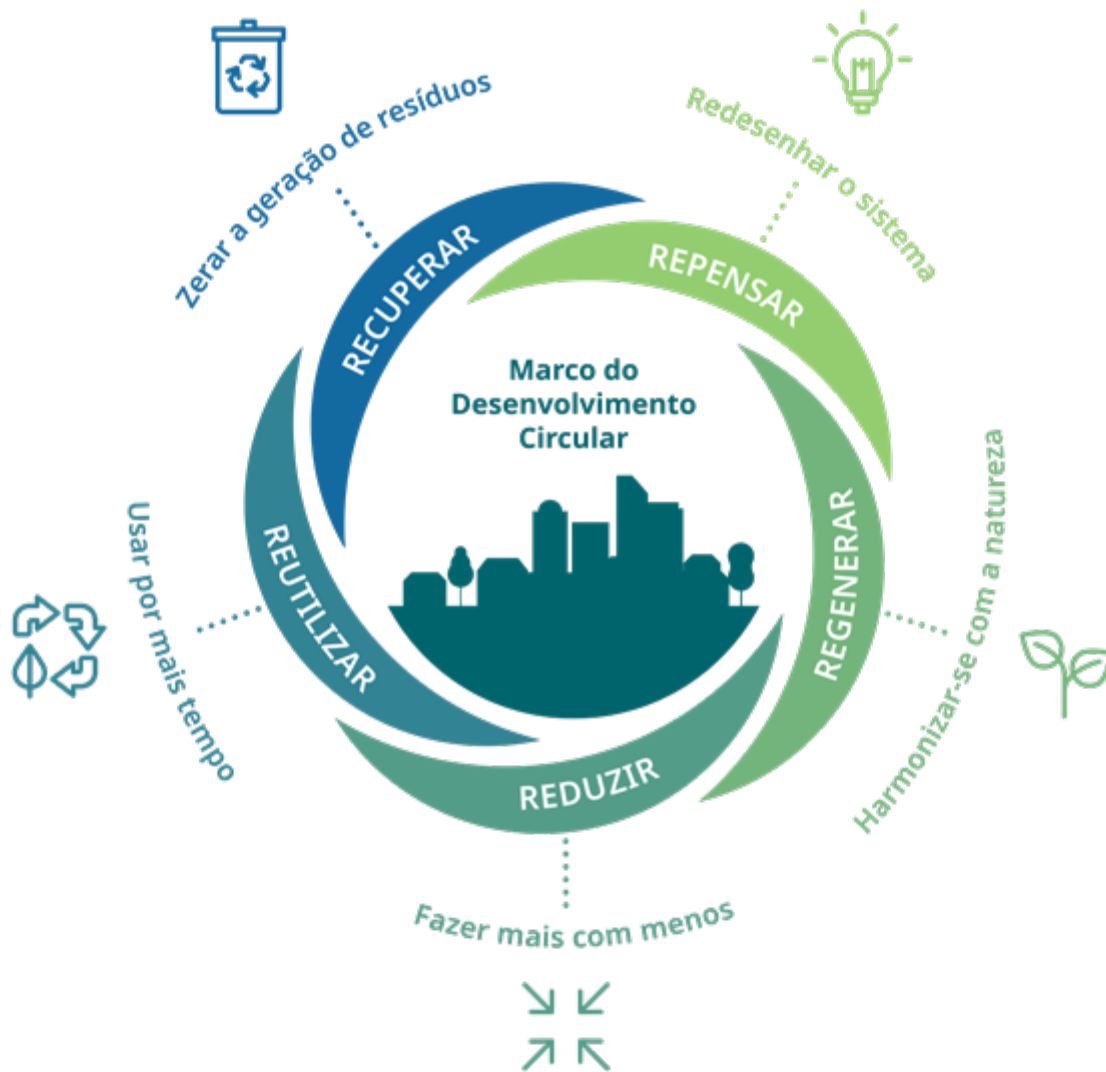 Marco do
Desenvolvimento
Circular
REPENSAR
Redesenhar o sistema
REGENERAR
Harmonizar-se com a natureza
REDUZIR
Fazer mais com menos
REUTILIZAR
Usar por mais tempo
RECUPERAR
Zerar a geração de resíduos